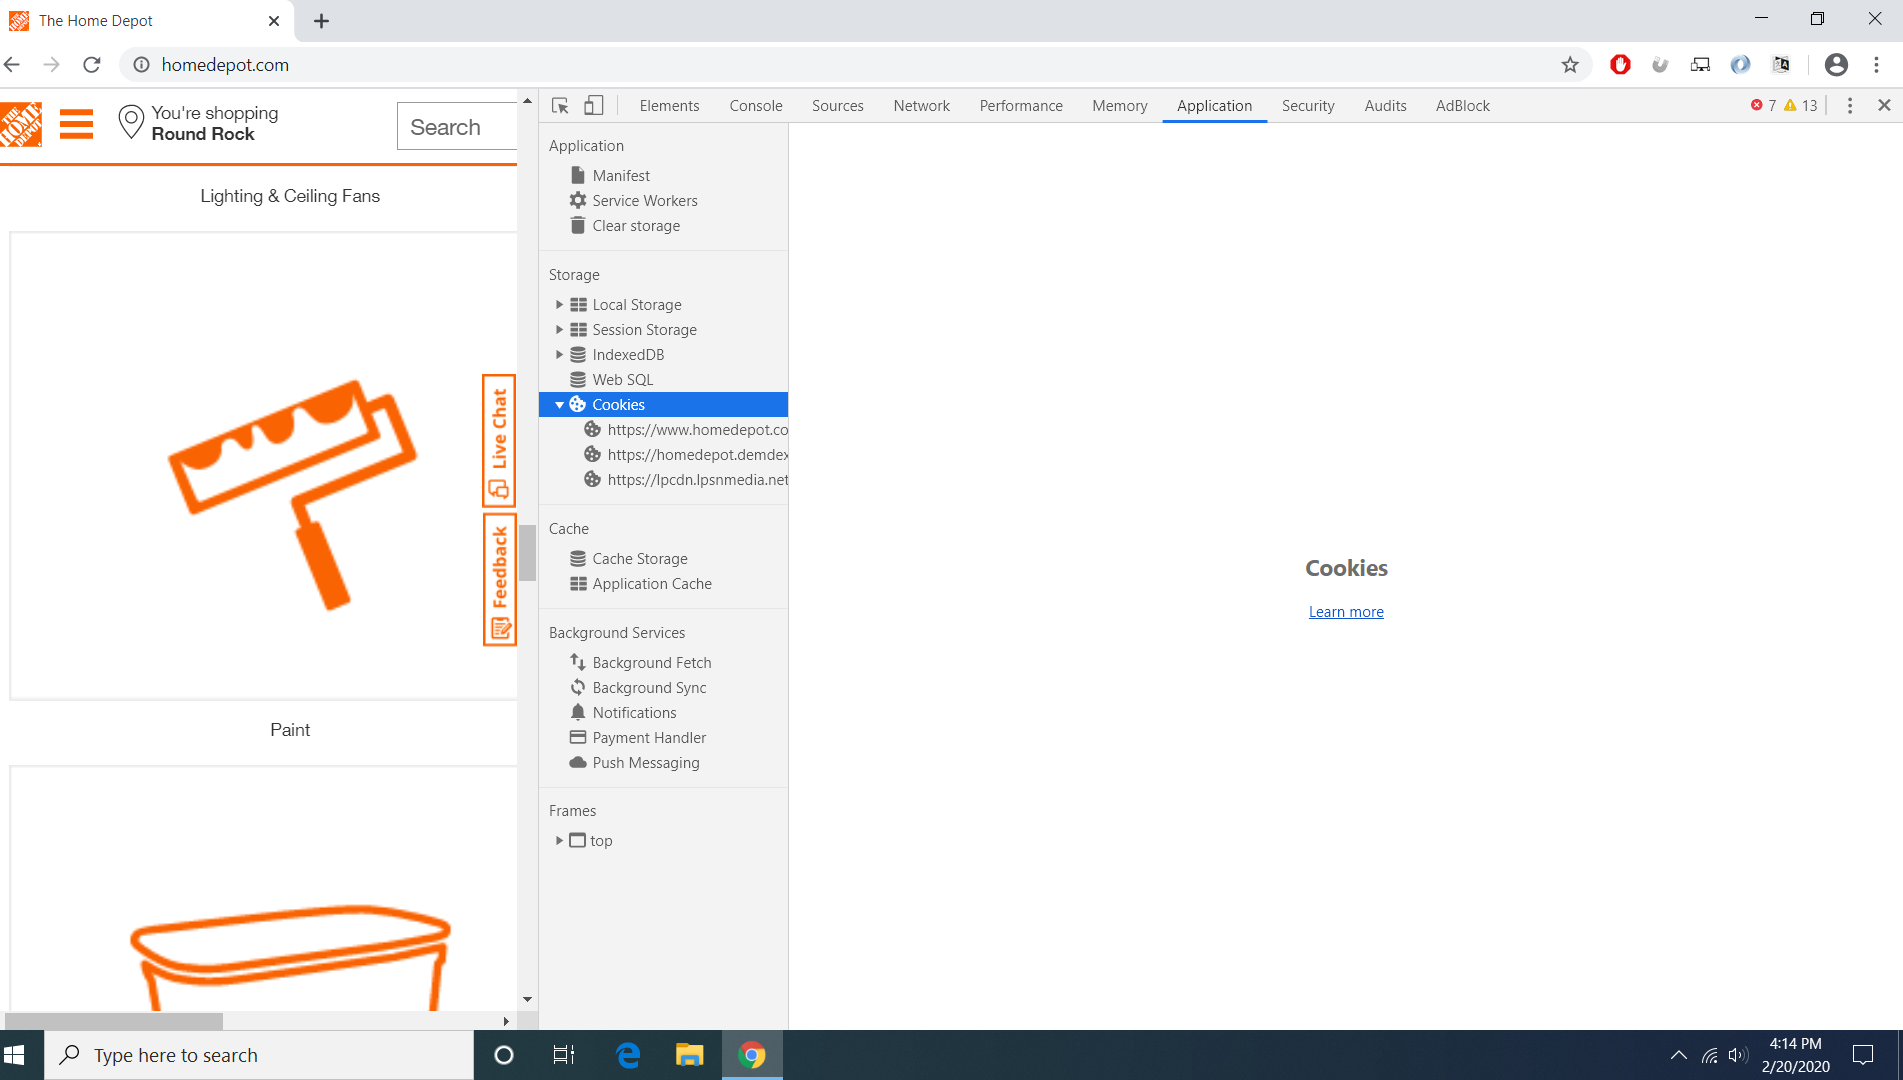 The Home Depot
homedepot.com
THE HOME DEPOT
You're shopping
Round Rock
Search
Lighting & Ceiling Fans
Live Chat
Feedback
Paint
Elements Console Sources Network Performance Memory Application Security Audits AdBlock 7 13
Application
Manifest
Service Workers
Clear storage
Storage
Local Storage
Session Storage
IndexedDB
Web SQL
Cookies
https://www.homedepot.co
https://homedepot.demdex
https://lpcdn.lpsnmedia.net
Cache
Cache Storage
Application Cache
Background Services
Background Fetch
Background Sync
Notifications
Payment Handler
Push Messaging
Frames
top
Cookies
Learn more
Type here to search
4:14 PM
2/20/2020